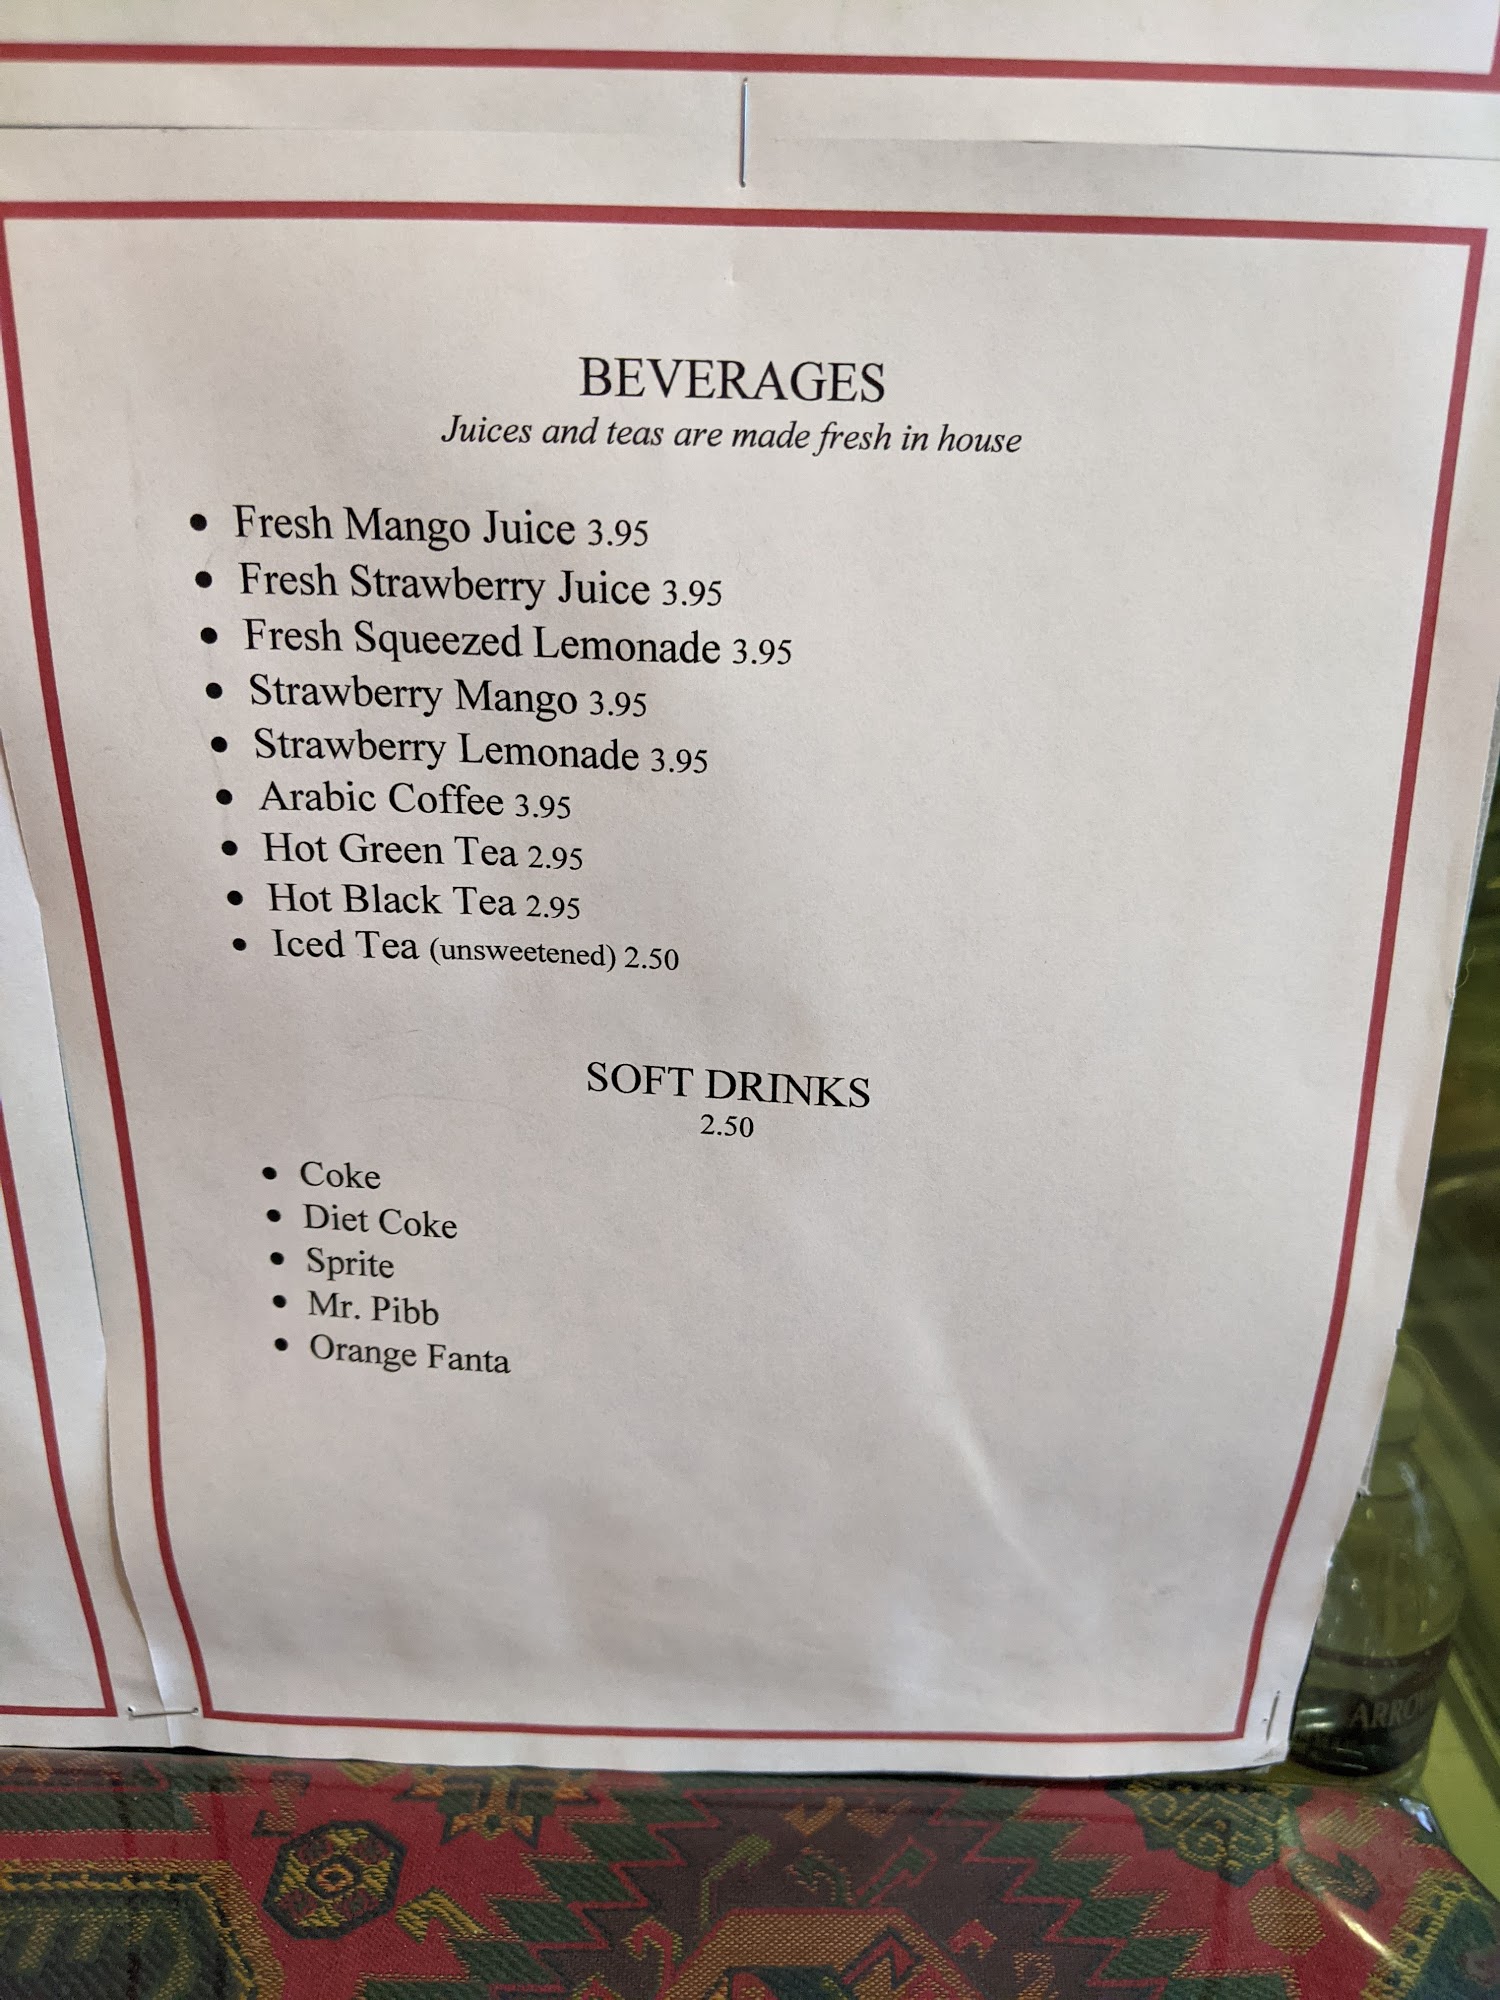 BEVERAGES
Juices and teas are made fresh in house
• Fresh Mango Juice 3.95
• Fresh Strawberry Juice 3.95
• Fresh Squeezed Lemonade 3.95
• Strawberry Mango 3.95
• Strawberry Lemonade 3.95
• Arabic Coffee 3.95
• Hot Green Tea 2.95
• Hot Black Tea 2.95
• Iced Tea (unsweetened) 2.50
SOFT DRINKS
2.50
• Coke
• Diet Coke
• Sprite
• Mr. Pibb
• Orange Fanta